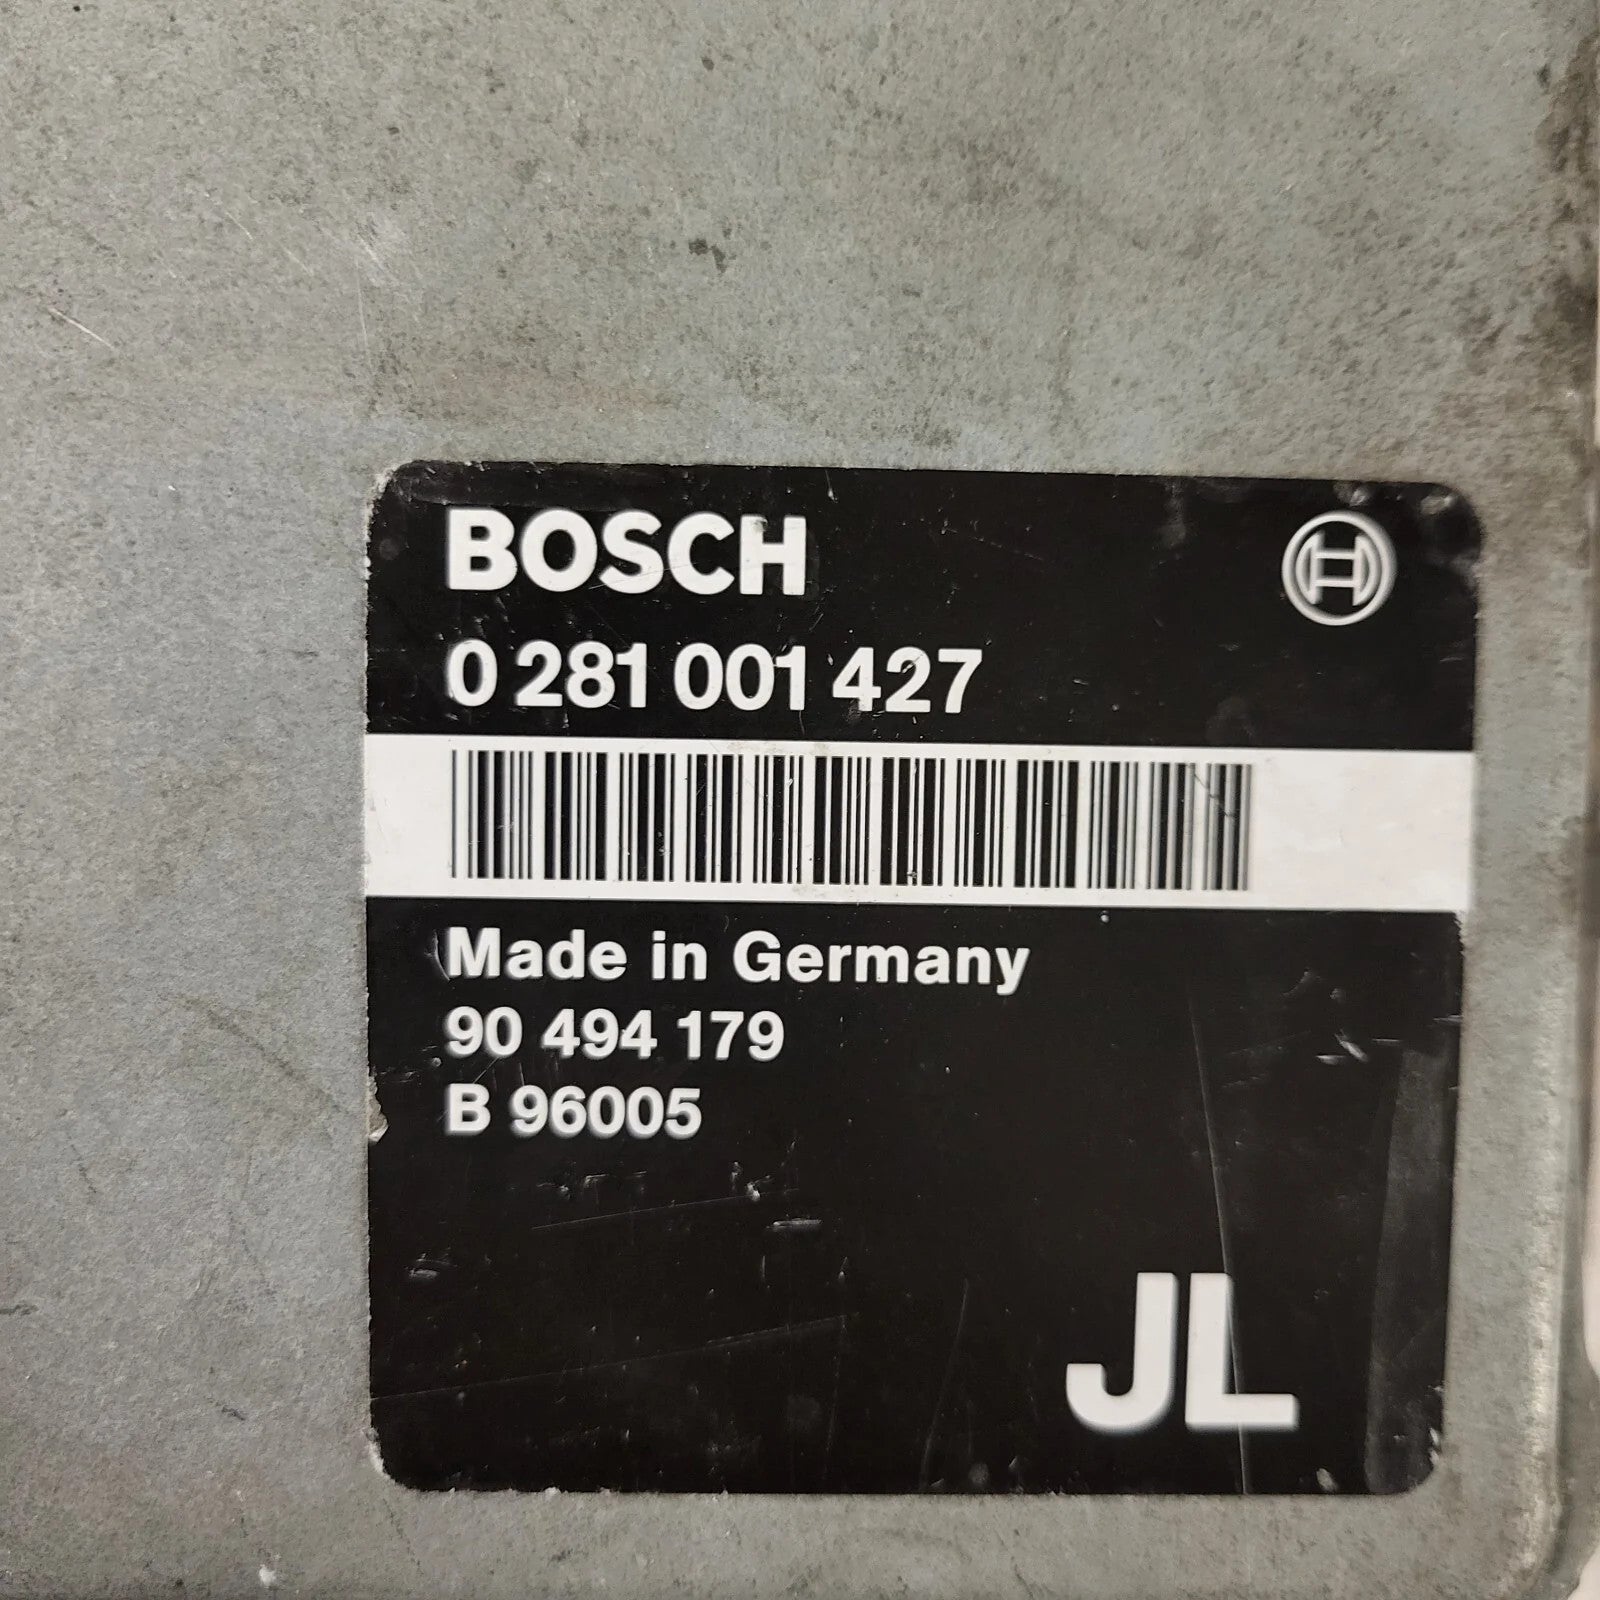 BOSCH
0 281 001 427
Made in Germany
90 494 179
B 96005
JL